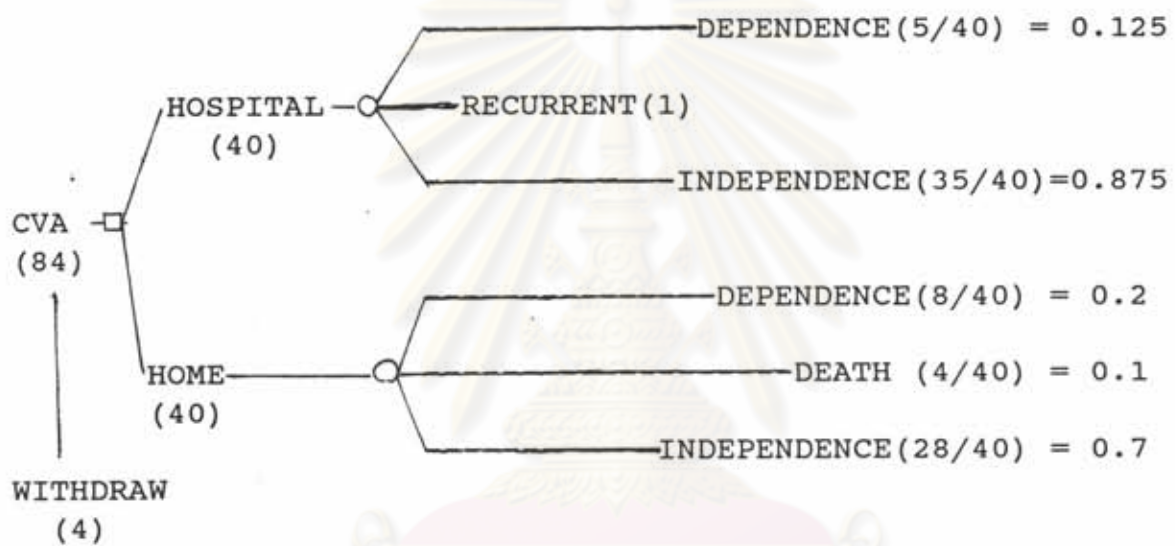 DEPENDENCE(5/40) = 0.125
HOSPITAL
(40)
RECURRENT(1)
INDEPENDENCE(35/40)=0.875
CVA
(84)
DEPENDENCE(8/40) = 0.2
HOME
(40)
DEATH (4/40) = 0.1
INDEPENDENCE(28/40) = 0.7
WITHDRAW
(4)